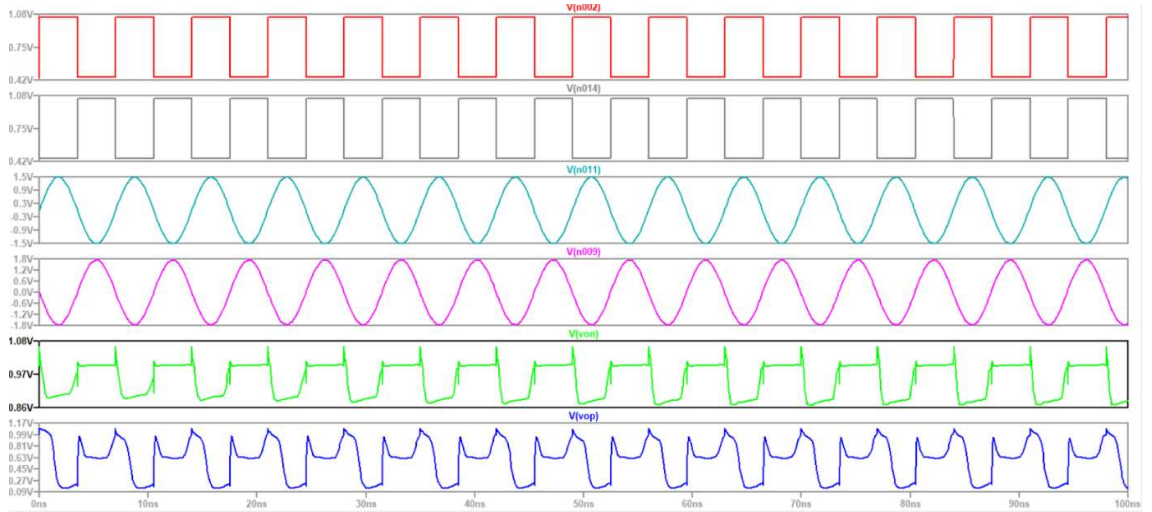 V(n002)
1.08V
0.75V
0.42V
V(n014)
1.08V
0.75V
0.42V
V(n011)
1.5V
0.9V
0.3V
-0.3V
-0.9V
-1.5V
V(n009)
1.8V
1.2V
0.6V
0.0V
-0.6V
-1.2V
-1.8V
V(von)
1.08V
0.97V
0.86V
V(vop)
1.17V
0.99V
0.81V
0.63V
0.45V
0.27V
0.09V
0ns 10ns 20ns 30ns 40ns 50ns 60ns 70ns 80ns 90ns 100ns